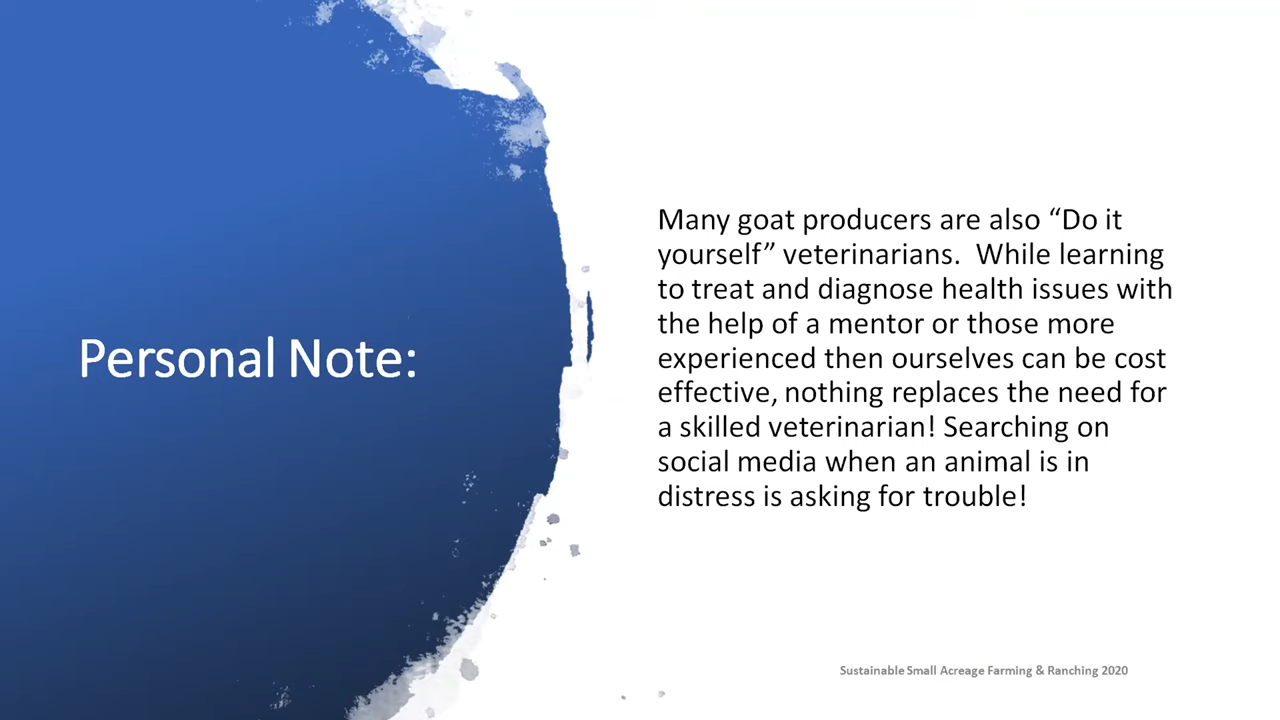 Personal Note:
Many goat producers are also “Do it
yourself” veterinarians.  While learning
to treat and diagnose health issues with
the help of a mentor or those more
experienced then ourselves can be cost
effective, nothing replaces the need for
a skilled veterinarian! Searching on
social media when an animal is in
distress is asking for trouble!
Sustainable Small Acreage Farming & Ranching 2020